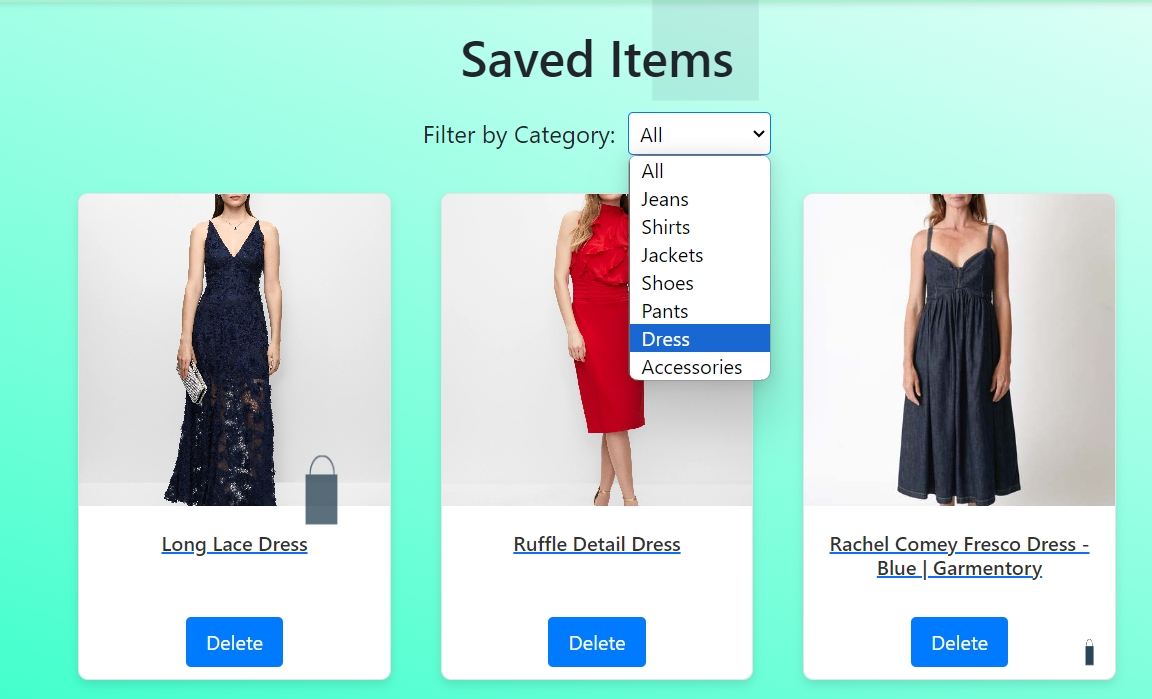 Saved Items
Filter by Category:
All
All
Jeans
Shirts
Jackets
Shoes
Pants
Dress
Accessories
Long Lace Dress
Ruffle Detail Dress
Rachel Comey Fresco Dress -
Blue | Garmentory
Delete
Delete
Delete